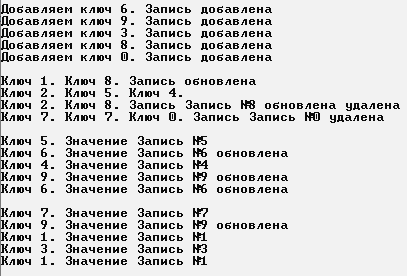 Добавляем ключ 6. Запись добавлена
Добавляем ключ 9. Запись добавлена
Добавляем ключ 3. Запись добавлена
Добавляем ключ 8. Запись добавлена
Добавляем ключ 0. Запись добавлена
Ключ 1. Ключ 8. Запись обновлена
Ключ 2. Ключ 5. Ключ 4.
Ключ 2. Ключ 8. Запись Запись №8 обновлена удалена
Ключ 7. Ключ 7. Ключ 0. Запись Запись №0 удалена
Ключ 5. Значение Запись №5
Ключ 6. Значение Запись №6 обновлена
Ключ 4. Значение Запись №4
Ключ 9. Значение Запись №9 обновлена
Ключ 6. Значение Запись №6 обновлена
Ключ 7. Значение Запись №7
Ключ 9. Значение Запись №9 обновлена
Ключ 1. Значение Запись №1
Ключ 3. Значение Запись №3
Ключ 1. Значение Запись №1